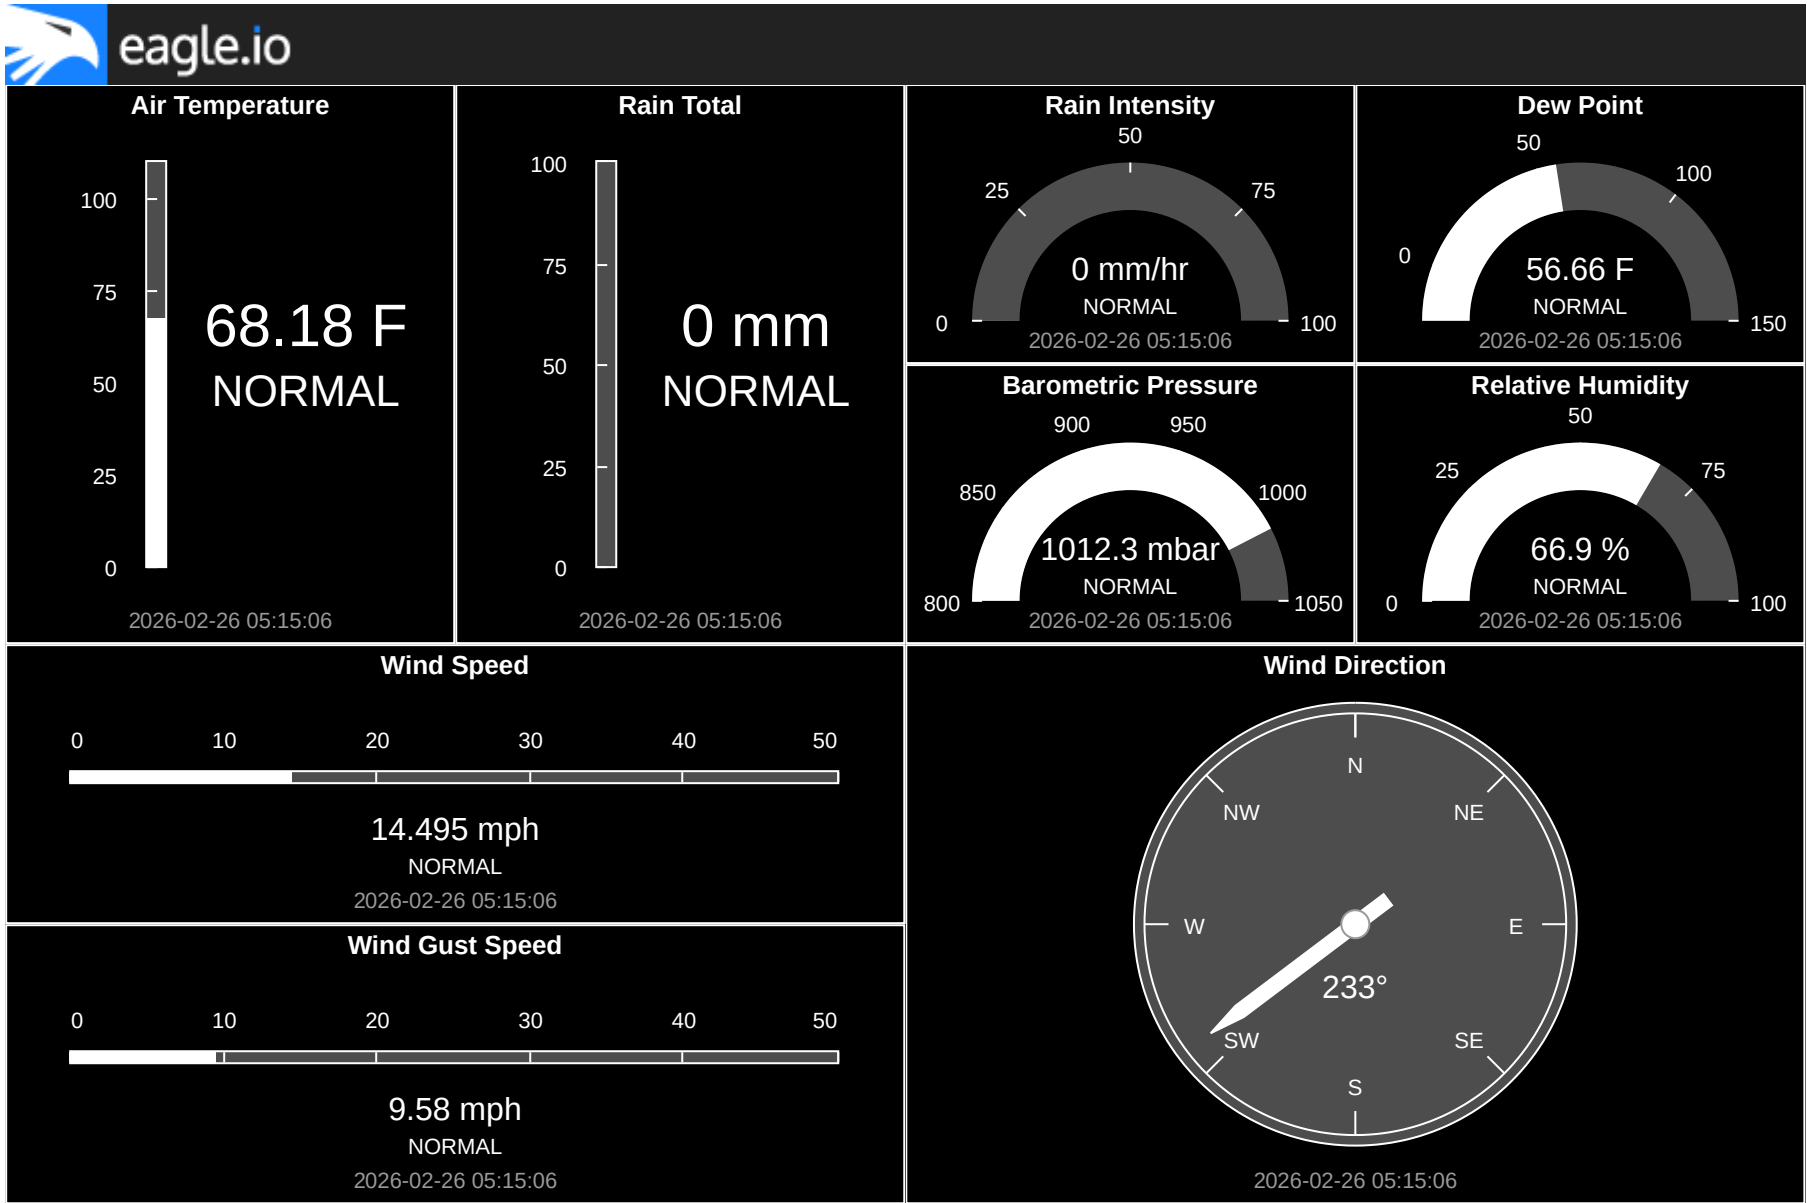 eagle.io
Air Temperature
100
75
50
25
0
68.18 F
NORMAL
2026-02-26 05:15:06
Rain Total
100
75
50
25
0
0 mm
NORMAL
2026-02-26 05:15:06
Rain Intensity
0
25
50
75
100
0 mm/hr
NORMAL
2026-02-26 05:15:06
Dew Point
0
50
100
150
56.66 F
NORMAL
2026-02-26 05:15:06
Barometric Pressure
800
850
900
950
1000
1050
1012.3 mbar
NORMAL
2026-02-26 05:15:06
Relative Humidity
0
25
50
75
100
66.9 %
NORMAL
2026-02-26 05:15:06
Wind Speed
0 10 20 30 40 50
14.495 mph
NORMAL
2026-02-26 05:15:06
Wind Gust Speed
0 10 20 30 40 50
9.58 mph
NORMAL
2026-02-26 05:15:06
Wind Direction
N
NW NE
W E
233°
SW SE
S
2026-02-26 05:15:06